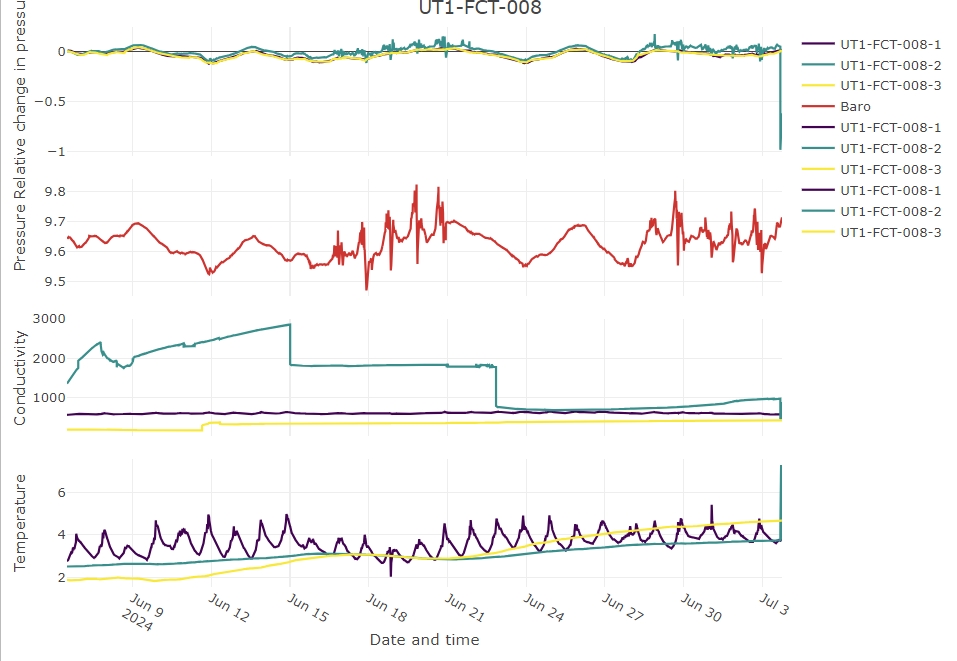 UT1-FCT-008
Pressure Relative change in pressu
0
−0.5
−1
9.8
9.7
9.6
9.5
Conductivity
3000
2000
1000
Temperature
6
4
2
Jun 9
2024
Jun 12
Jun 15
Jun 18
Jun 21
Jun 24
Jun 27
Jun 30
Jul 3
Date and time
UT1-FCT-008-1
UT1-FCT-008-2
UT1-FCT-008-3
Baro
UT1-FCT-008-1
UT1-FCT-008-2
UT1-FCT-008-3
UT1-FCT-008-1
UT1-FCT-008-2
UT1-FCT-008-3